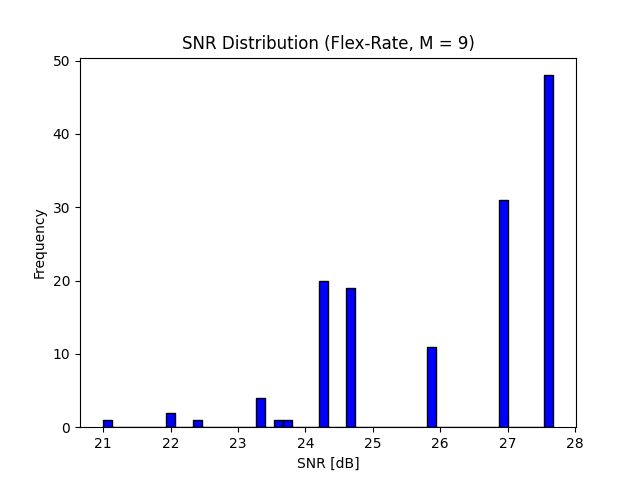 SNR Distribution (Flex-Rate, M = 9)
50
40
30
20
10
0
Frequency
21 22 23 24 25 26 27 28
SNR [dB]